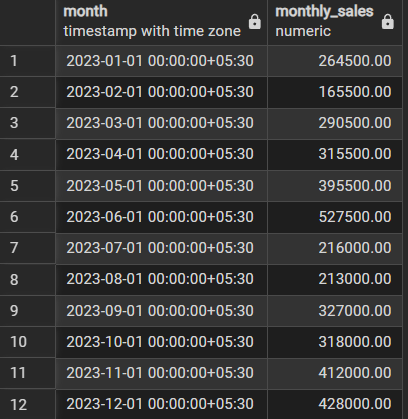 month monthly_sales
timestamp with time zone numeric
1 2023-01-01 00:00:00+05:30 264500.00
2 2023-02-01 00:00:00+05:30 165500.00
3 2023-03-01 00:00:00+05:30 290500.00
4 2023-04-01 00:00:00+05:30 315500.00
5 2023-05-01 00:00:00+05:30 395500.00
6 2023-06-01 00:00:00+05:30 527500.00
7 2023-07-01 00:00:00+05:30 216000.00
8 2023-08-01 00:00:00+05:30 213000.00
9 2023-09-01 00:00:00+05:30 327000.00
10 2023-10-01 00:00:00+05:30 318000.00
11 2023-11-01 00:00:00+05:30 412000.00
12 2023-12-01 00:00:00+05:30 428000.00